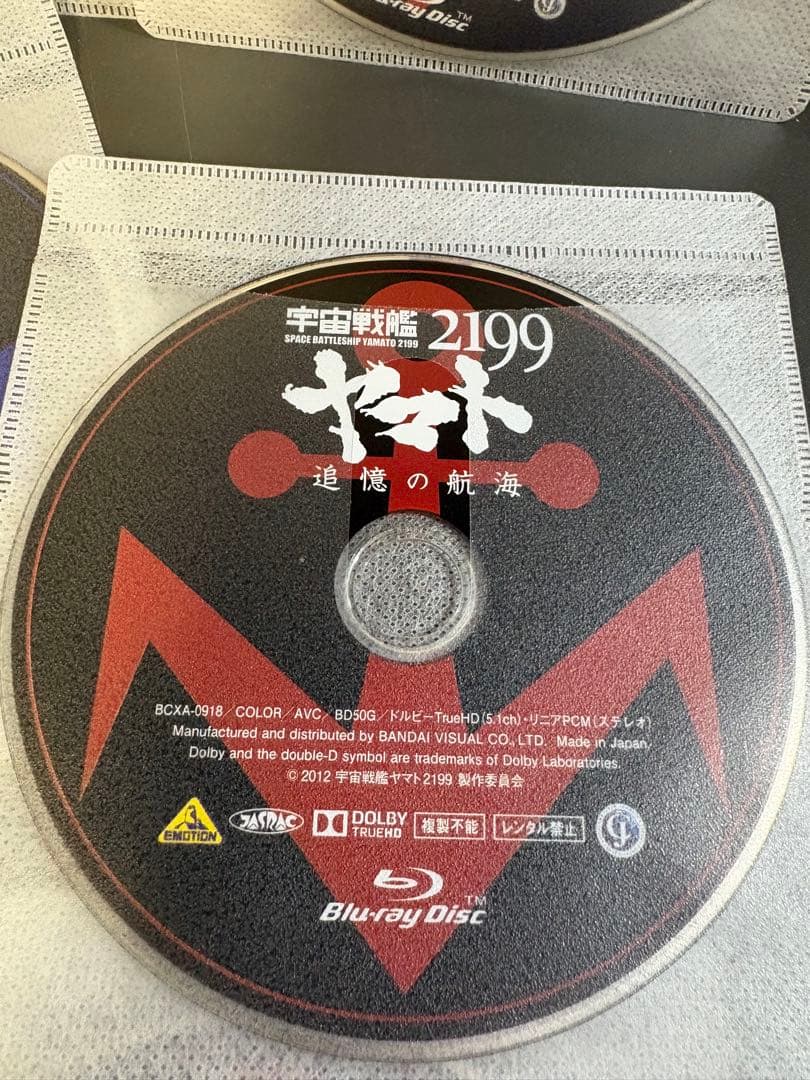 Blu-ray Disc™
宇宙戦艦 2199
SPACE BATTLESHIP YAMATO 2199
ヤマト
追憶の航海
BCXA-0918／COLOR／AVC／BD50G／ドルビーTrueHD(5.1ch)・リニアPCM(ステレオ)
Manufactured and distributed by BANDAI VISUAL CO., LTD. Made in Japan.
Dolby and the double-D symbol are trademarks of Dolby Laboratories.
© 2012 宇宙戦艦ヤマト2199 製作委員会
EMOTION
JASRAC
DOLBY
TRUEHD
複製不能
レンタル禁止
Blu-ray Disc™